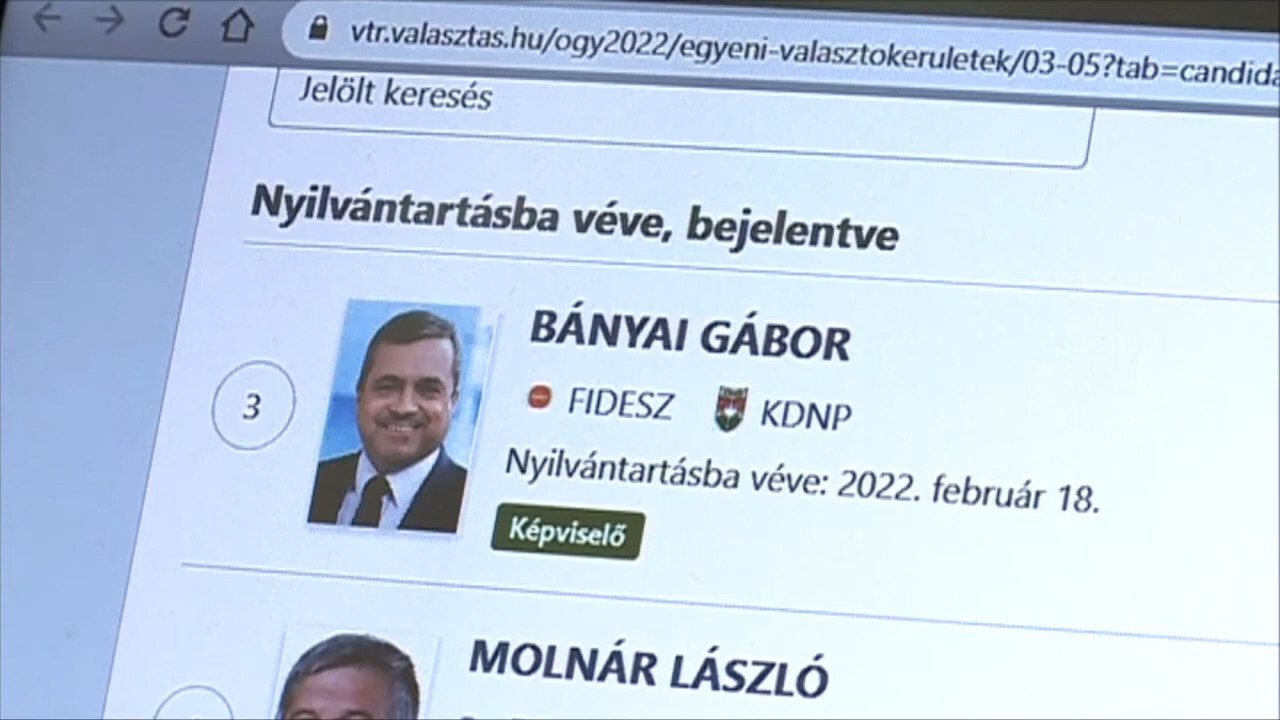 vtr.valasztas.hu/ogy2022/egyeni-valasztokeruletek/03-05?tab=candida
Jelölt keresés
Nyilvántartásba véve, bejelentve
3
BÁNYAI GÁBOR
FIDESZ KDNP
Nyilvántartásba véve: 2022. február 18.
Képviselő
MOLNÁR LÁSZLÓ